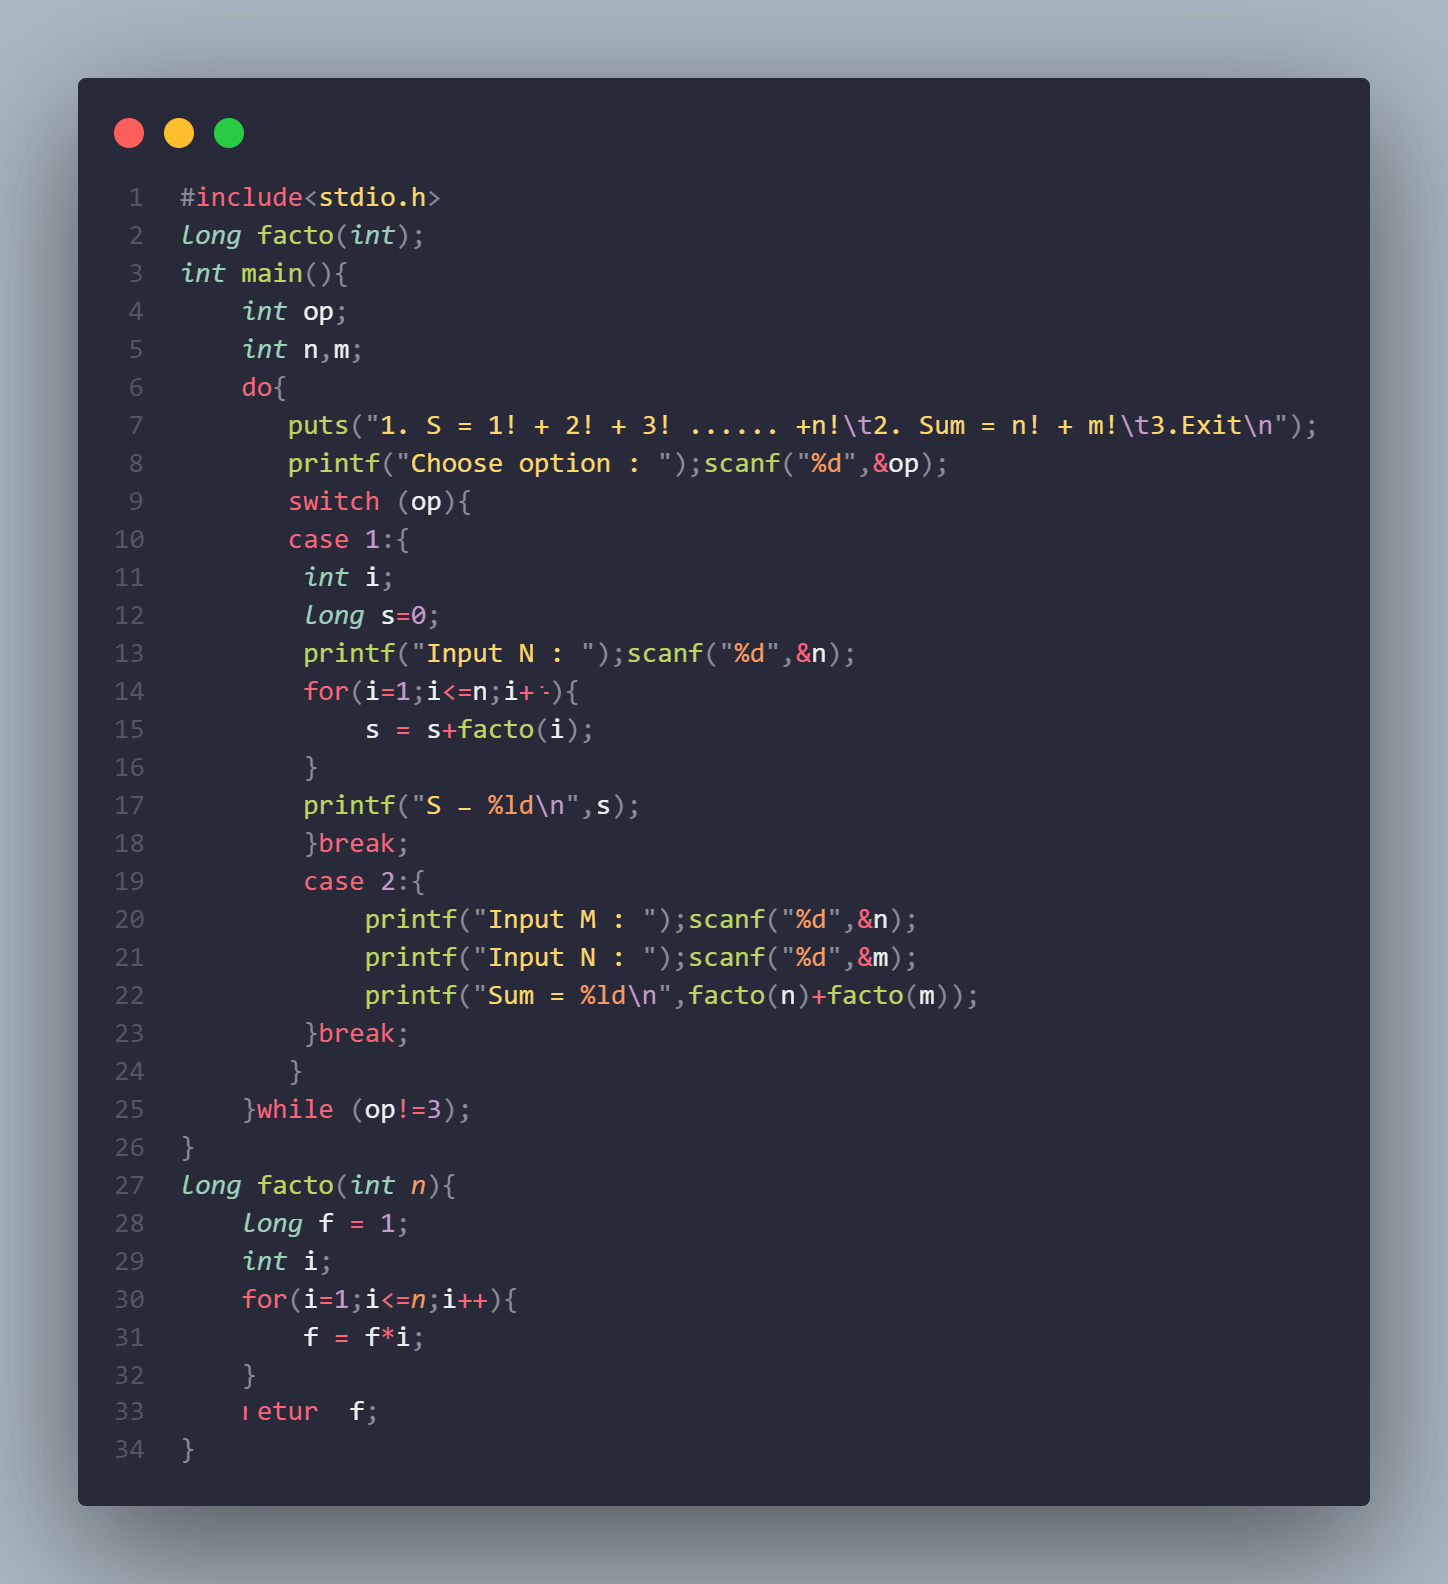 1 #include<stdio.h>
2 long facto(int);
3 int main(){
4 int op;
5 int n,m;
6 do{
7 puts("1. S = 1! + 2! + 3! ...... +n!\t2. Sum = n! + m!\t3.Exit\n");
8 printf("Choose option : ");scanf("%d",&op);
9 switch (op){
10 case 1:{
11 int i;
12 long s=0;
13 printf("Input N : ");scanf("%d",&n);
14 for(i=1;i<=n;i+ ){
15 s = s+facto(i);
16 }
17 printf("S – %ld\n",s);
18 }break;
19 case 2:{
20 printf("Input M : ");scanf("%d",&n);
21 printf("Input N : ");scanf("%d",&m);
22 printf("Sum = %ld\n",facto(n)+facto(m));
23 }break;
24 }
25 }while (op!=3);
26 }
27 long facto(int n){
28 long f = 1;
29 int i;
30 for(i=1;i<=n;i++){
31 f = f*i;
32 }
33 etur f;
34 }